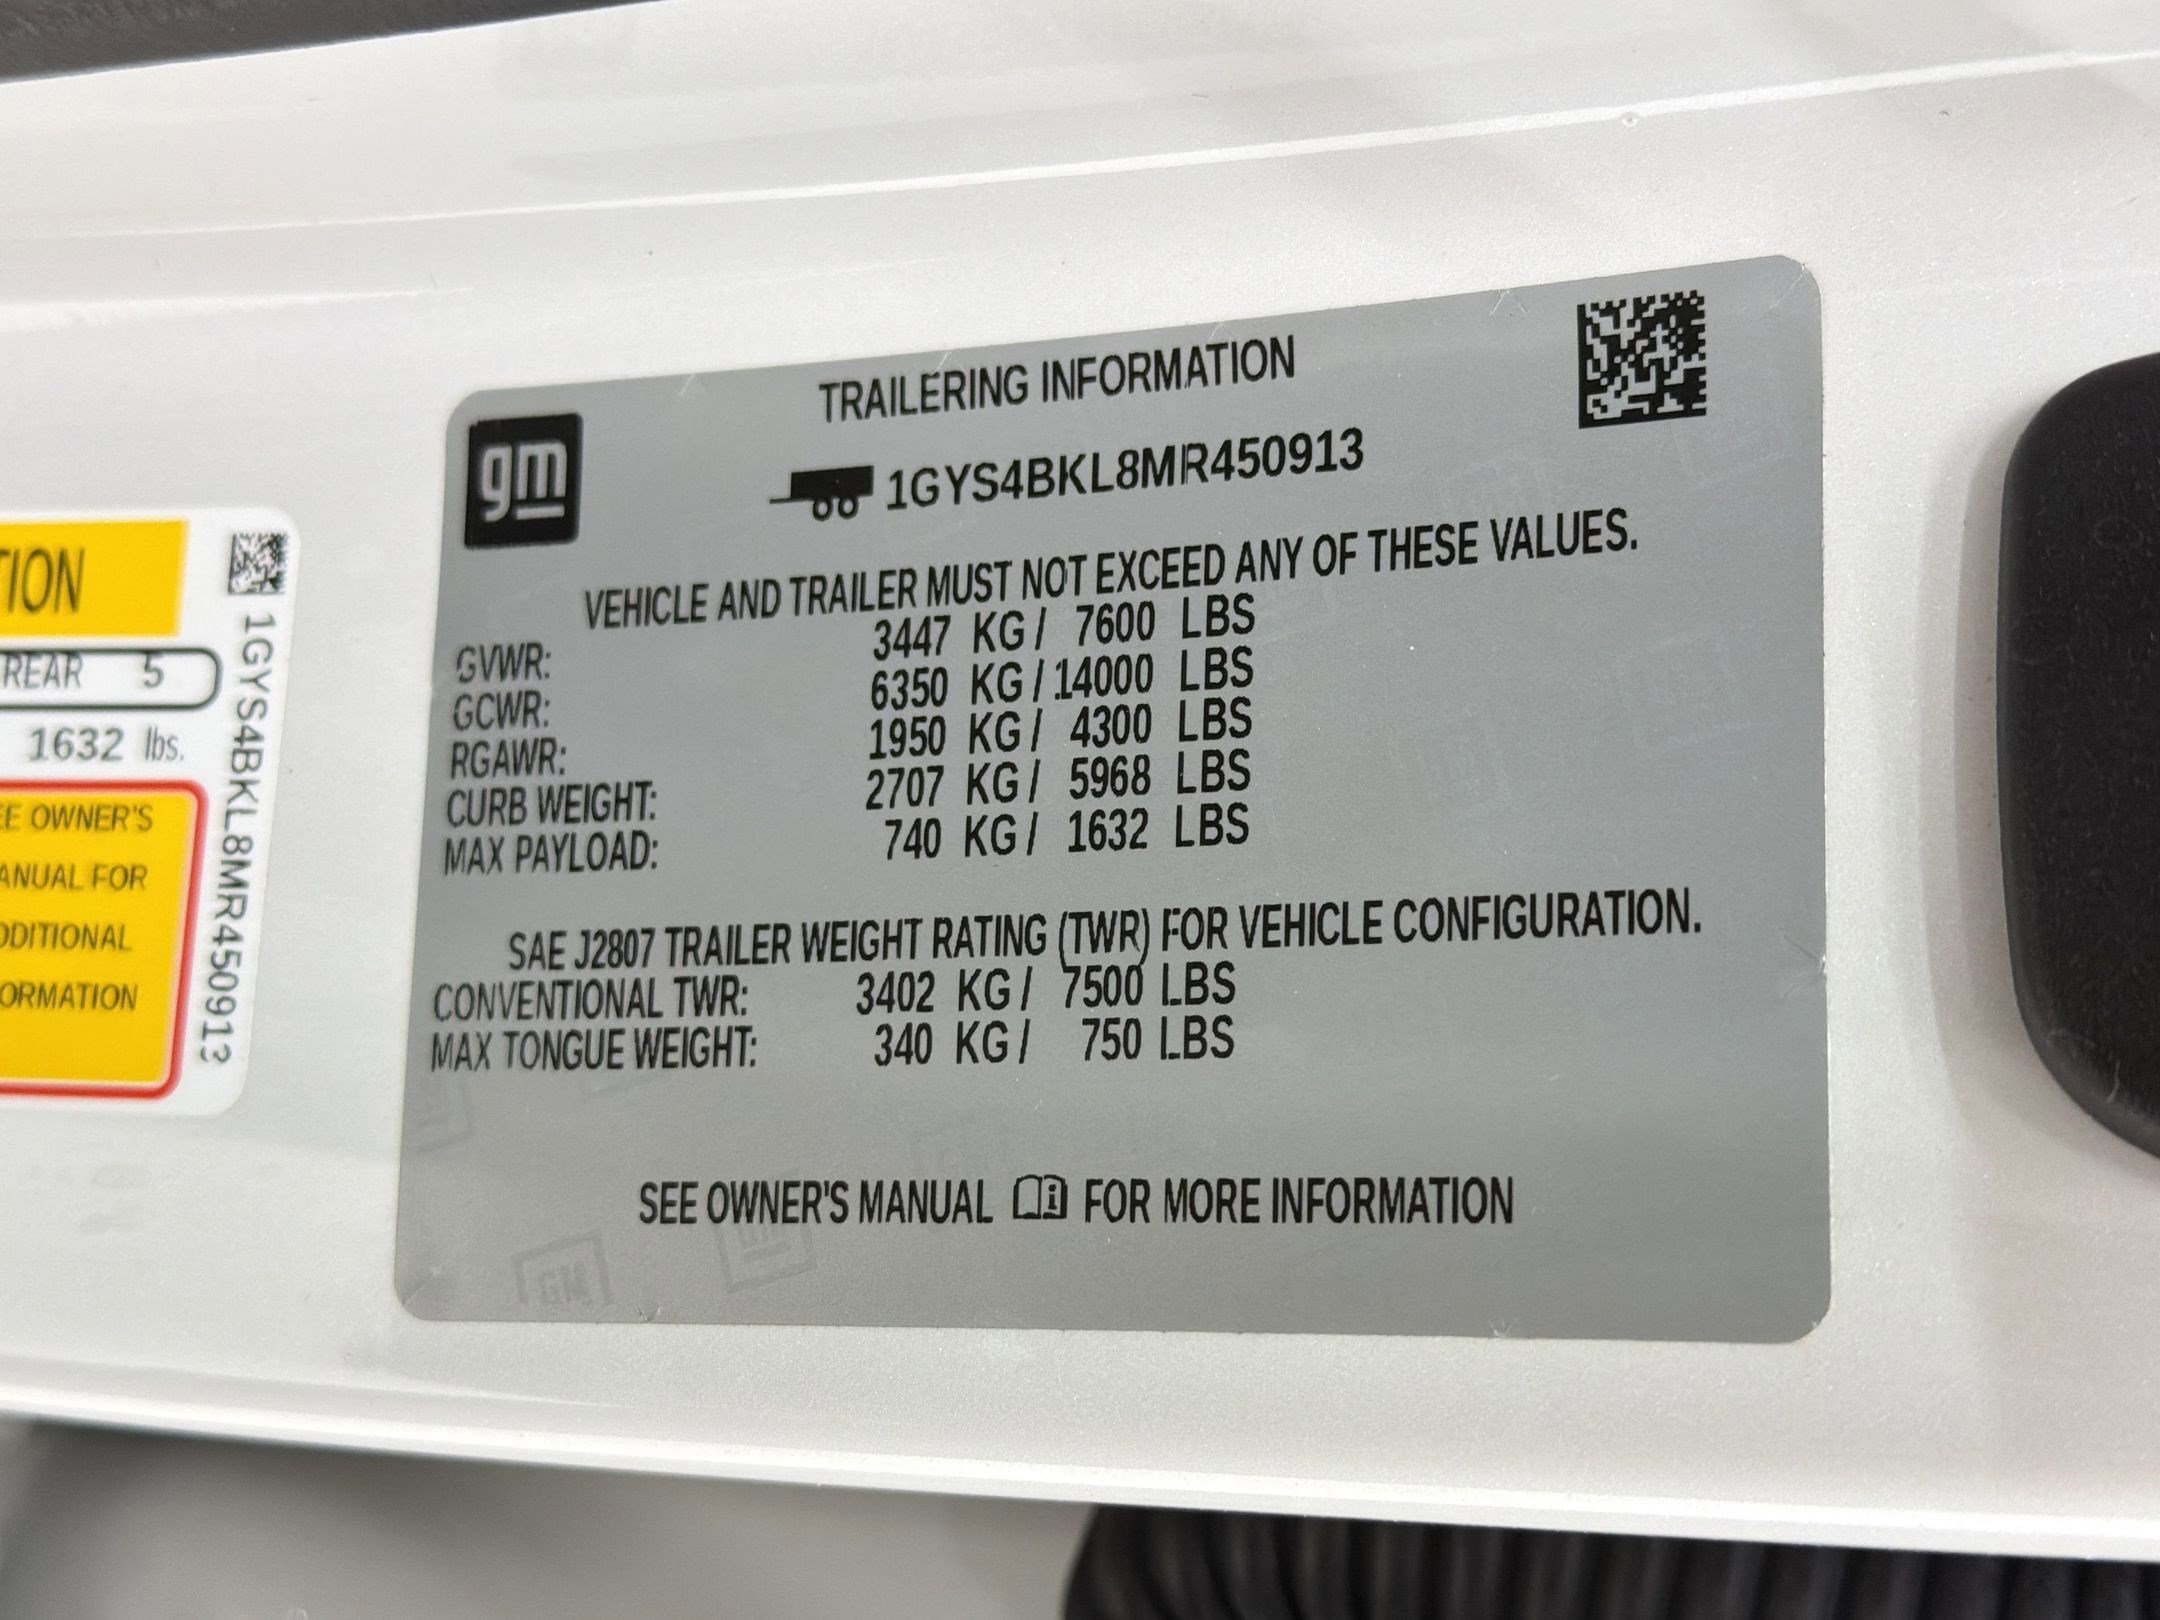 TION
REAR 5
1632 lbs.
EE OWNER'S
ANUAL FOR
DDITIONAL
ORMATION
1GYS4BKL8MR450913
gm
TRAILERING INFORMATION
1GYS4BKL8MR450913
VEHICLE AND TRAILER MUST NOT EXCEED ANY OF THESE VALUES.
GVWR: 3447 KG / 7600 LBS
GCWR: 6350 KG / 14000 LBS
RGAWR: 1950 KG / 4300 LBS
CURB WEIGHT: 2707 KG / 5968 LBS
MAX PAYLOAD: 740 KG / 1632 LBS
SAE J2807 TRAILER WEIGHT RATING (TWR) FOR VEHICLE CONFIGURATION.
CONVENTIONAL TWR: 3402 KG / 7500 LBS
MAX TONGUE WEIGHT: 340 KG / 750 LBS
SEE OWNER'S MANUAL FOR MORE INFORMATION
GM